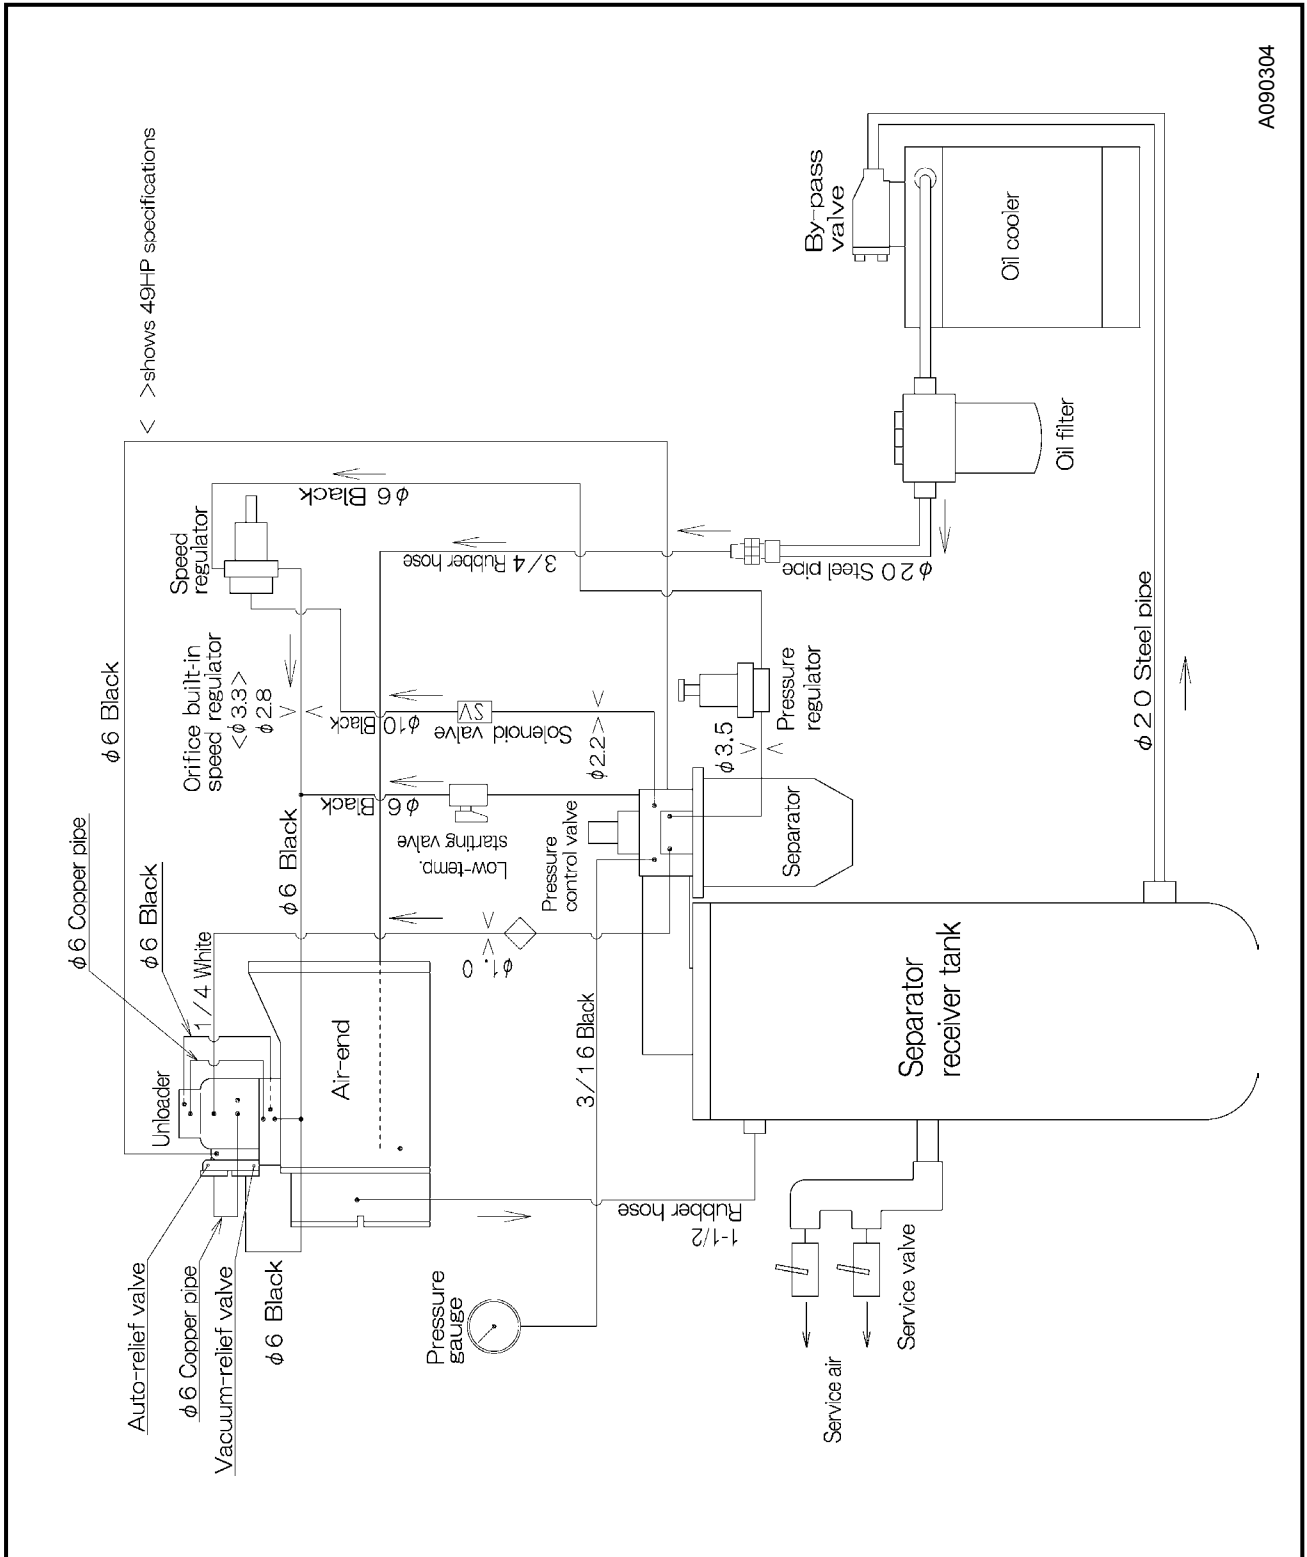 A090304
< >shows 49HP specifications
By-pass
valve
Oil cooler
Oil filter
φ20 Steel pipe
φ20 Steel pipe
3/4 Rubber hose
φ6 Black
Speed
regulator
Orifice built-in
speed regulator
<φ3.3>
φ2.8
φ6 Black
φ10 Black
SV
Solenoid valve
φ2.2
Pressure
regulator
φ3.5
φ6 Black
Low-temp.
starting valve
φ6 Black
Pressure
control valve
Separator
φ6 Copper pipe
φ6 Black
1/4 White
φ1.0
3/16 Black
Separator
receiver tank
Unloader
Air-end
1-1/2
Rubber hose
Auto-relief valve
φ6 Copper pipe
Vacuum-relief valve
φ6 Black
Pressure
gauge
Service valve
Service air